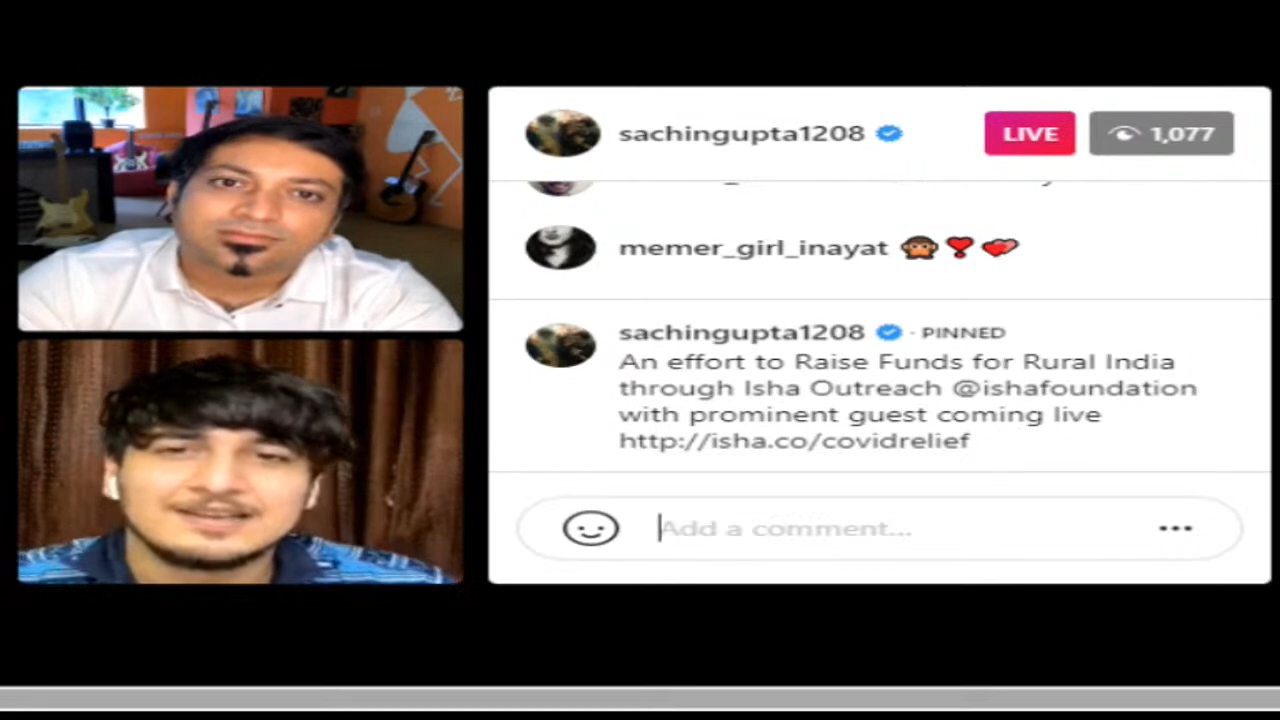 sachingupta1208
LIVE
1,077
memer_girl_inayat
sachingupta1208 · PINNED
An effort to Raise Funds for Rural India
through Isha Outreach @ishafoundation
with prominent guest coming live
http://isha.co/covidrelief
Add a comment...